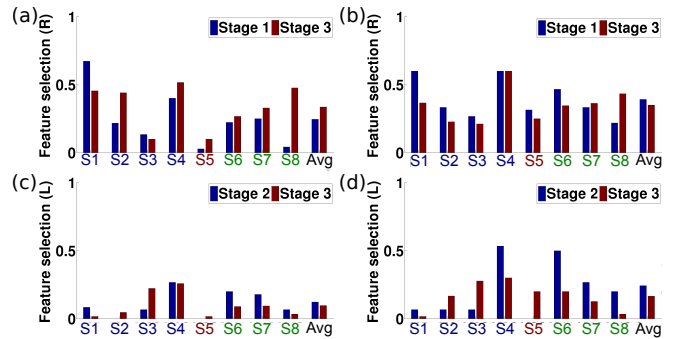 (a)
Feature selection (R)
1
0.5
0
Stage 1 Stage 3
S1 S2 S3 S4 S5 S6 S7 S8 Avg
(b)
Feature selection (R)
1
0.5
0
Stage 1 Stage 3
S1 S2 S3 S4 S5 S6 S7 S8 Avg
(c)
Feature selection (L)
1
0.5
0
Stage 2 Stage 3
S1 S2 S3 S4 S5 S6 S7 S8 Avg
(d)
Feature selection (L)
1
0.5
0
Stage 2 Stage 3
S1 S2 S3 S4 S5 S6 S7 S8 Avg